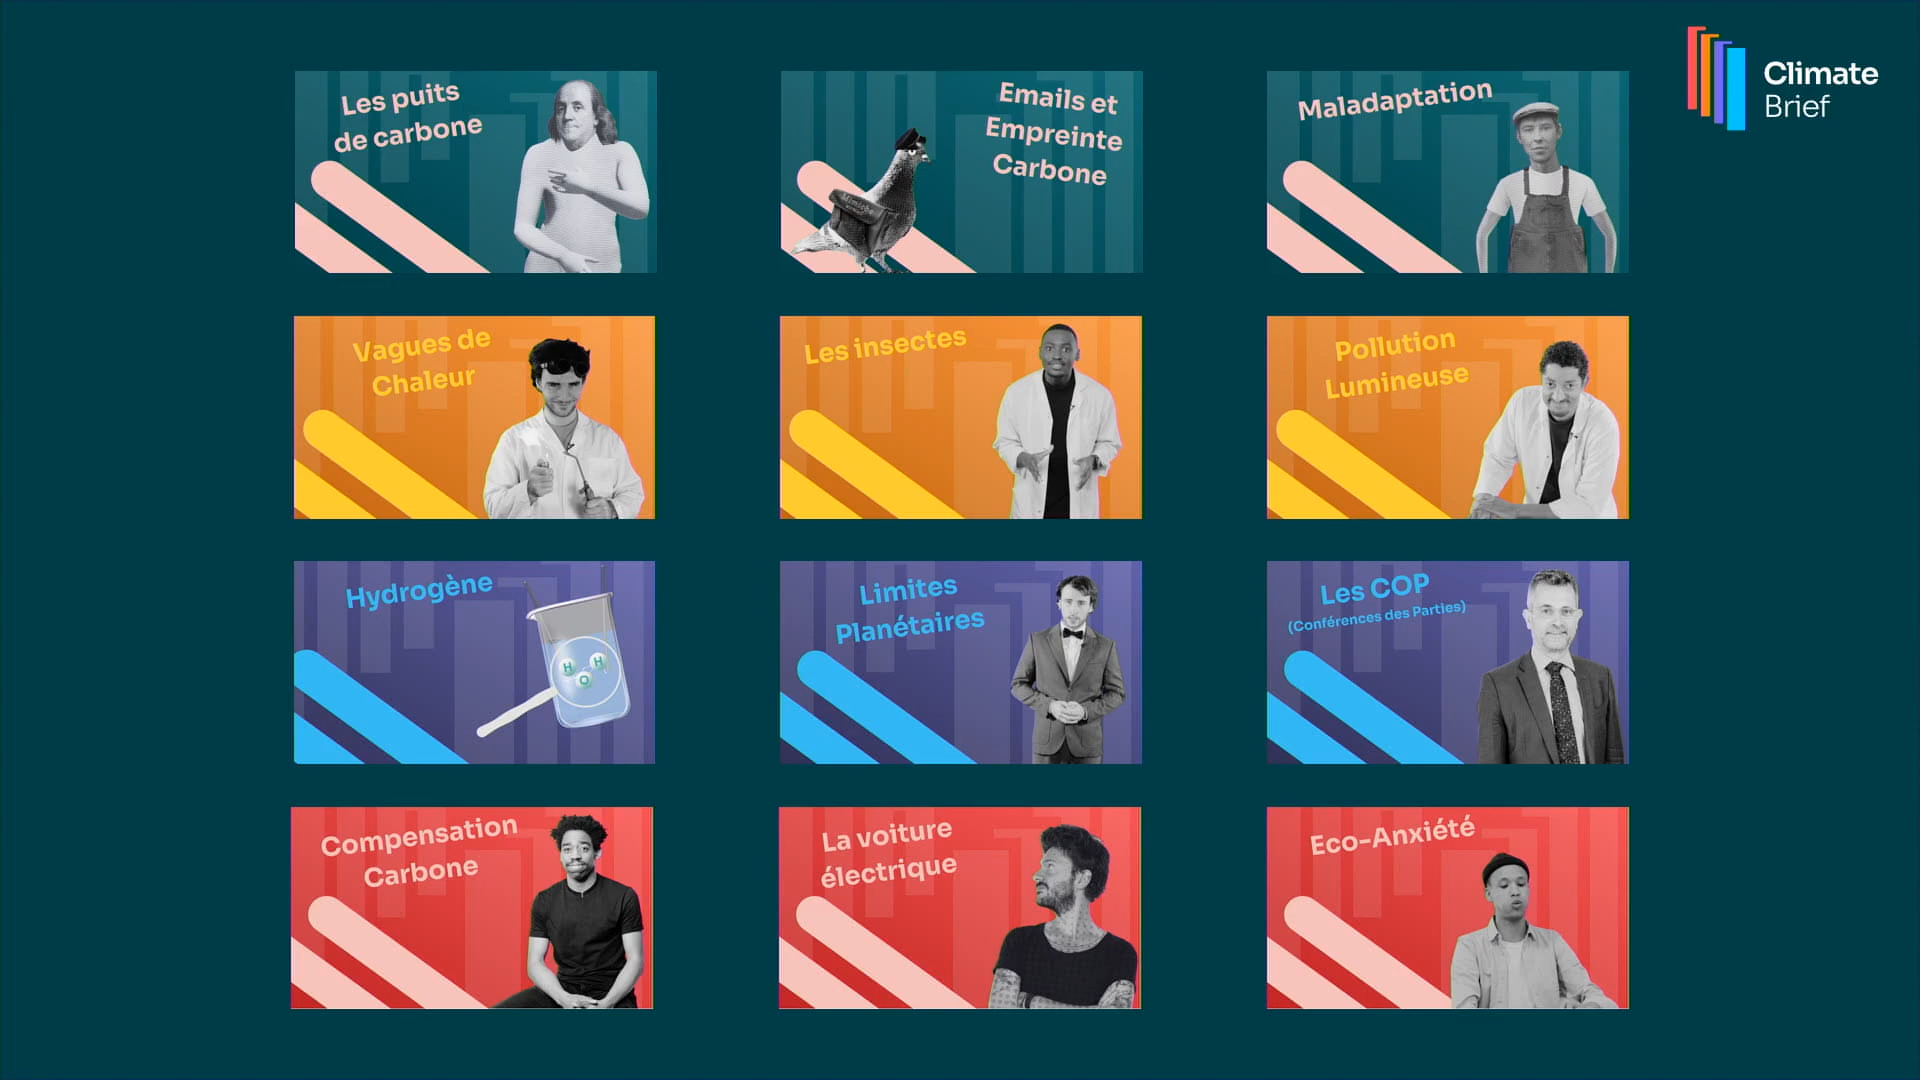 Climate
Brief
Les puits
de carbone
Emails et
Empreinte
Carbone
Maladaptation
Vagues de
Chaleur
Les insectes
Pollution
Lumineuse
Hydrogène
H
H
O
Limites
Planétaires
Les COP
(Conférences des Parties)
Compensation
Carbone
La voiture
électrique
Eco-Anxiété